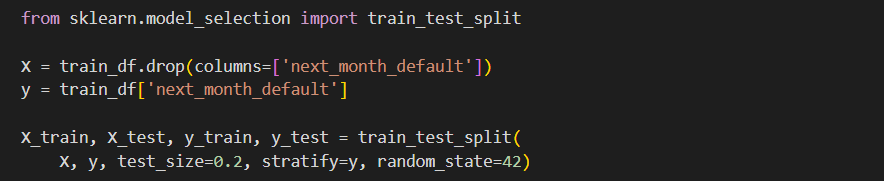 from sklearn.model_selection import train_test_split
X = train_df.drop(columns=['next_month_default'])
y = train_df['next_month_default']
X_train, X_test, y_train, y_test = train_test_split(
    X, y, test_size=0.2, stratify=y, random_state=42)